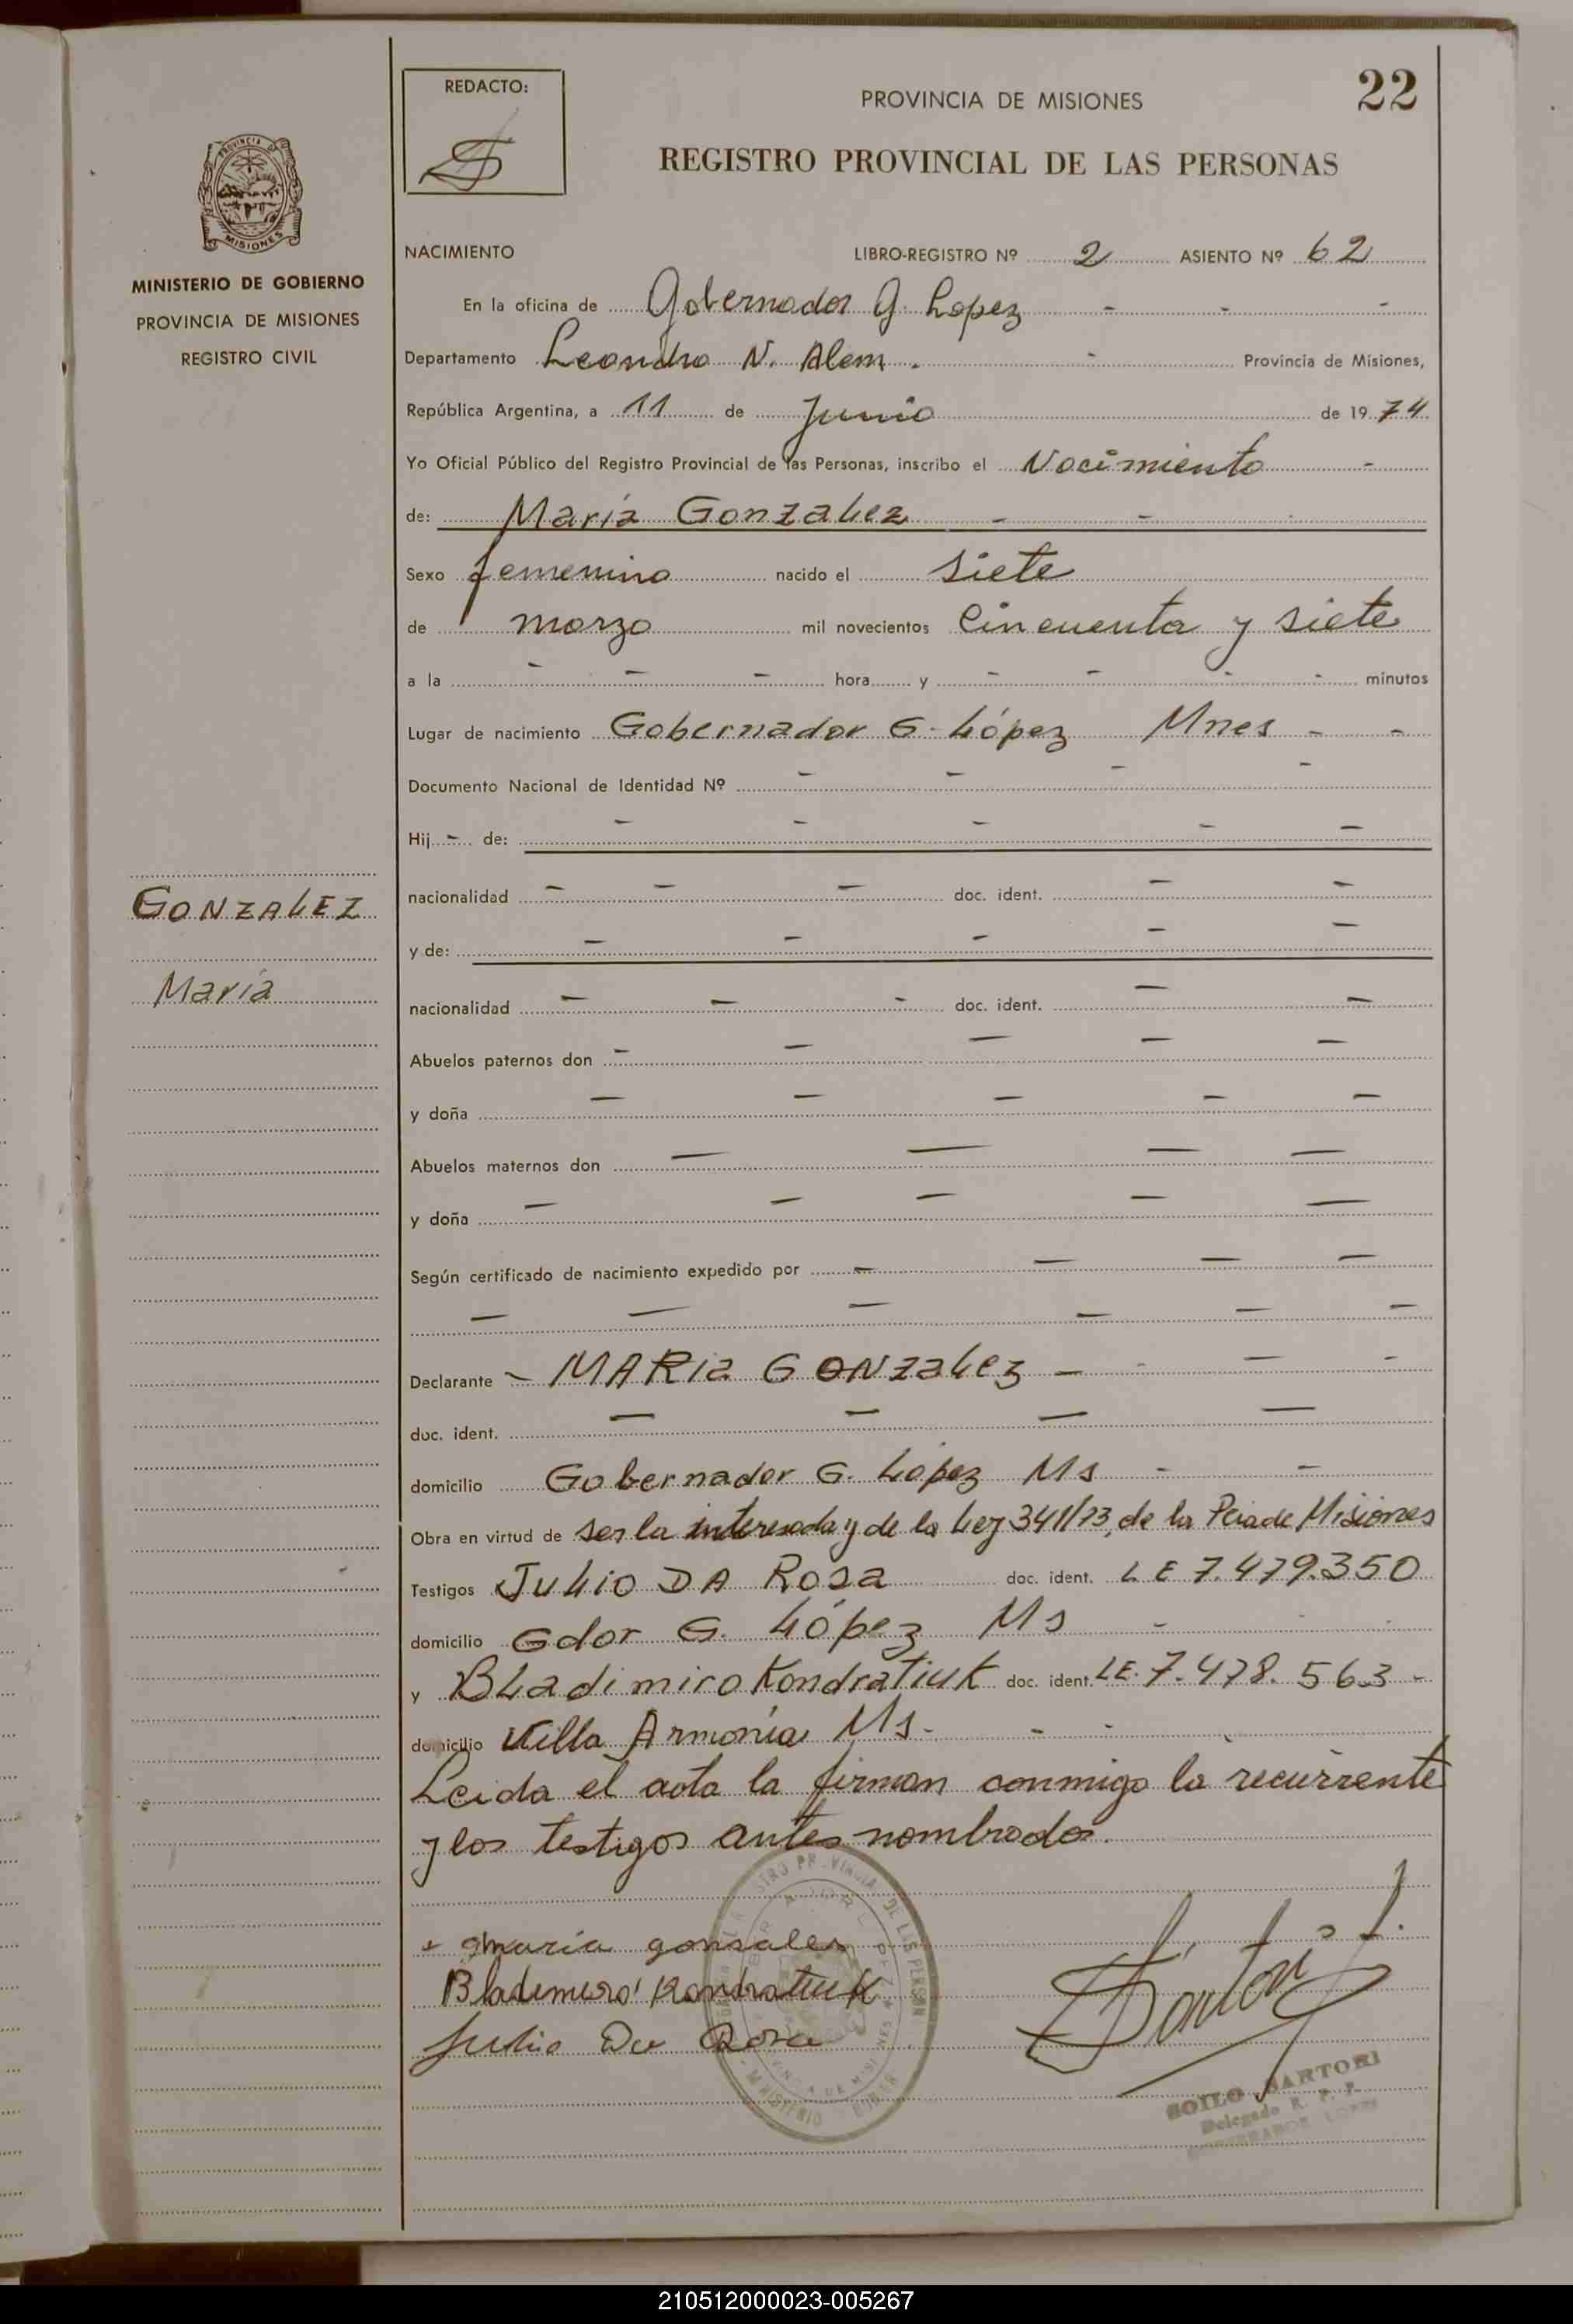 REDACTO:
PROVINCIA DE MISIONES
22
REGISTRO PROVINCIAL DE LAS PERSONAS
PROVINCIA DE
MISIONES
MINISTERIO DE GOBIERNO
PROVINCIA DE MISIONES
REGISTRO CIVIL
NACIMIENTO LIBRO-REGISTRO Nº 2 ASIENTO Nº 62
En la oficina de Gobernador G. Lopez - - -
Departamento Leandro N. Alem. - Provincia de Misiones,
República Argentina, a 11 de Junio de 1974
Yo Oficial Público del Registro Provincial de las Personas, inscribo el Nacimiento -
de: María Gonzalez - -
Sexo femenino nacido el siete
de marzo mil novecientos Cincuenta y siete
a la - - - hora y - - - - minutos
Lugar de nacimiento Gobernador G. López Mnes - -
Documento Nacional de Identidad Nº - - - -
Hij - de: - - - - -
GONZALEZ
María
nacionalidad - - - doc. ident. - -
y de: - - - - -
nacionalidad - - - doc. ident. - -
Abuelos paternos don - - - - -
y doña - - - - -
Abuelos maternos don - - - -
y doña - - - - -
Según certificado de nacimiento expedido por - - - -
- - - - - -
Declarante - MARia GONzalez - - - -
doc. ident. - - - -
domicilio Gobernador G. López Ms - -
Obra en virtud de ser la interesada y de la Ley 341/73, de la Pcia de Misiones
Testigos Julio DA Rosa doc. ident. L E 7.479.350
domicilio Gdor G. López Ms -
y BLadimiro Kondratiuk doc. ident. LE. 7.478.563 -
domicilio Villa Armonía Ms. - -
Leida el acta la firman conmigo la recurrente
y los testigos antes nombrados.
maria gonsales
Blademiro Kondratiuk
Julio Da Rosa
SOILO SARTORI
Delegado R. P. P.
GOBERNADOR LOPEZ
210512000023-005267